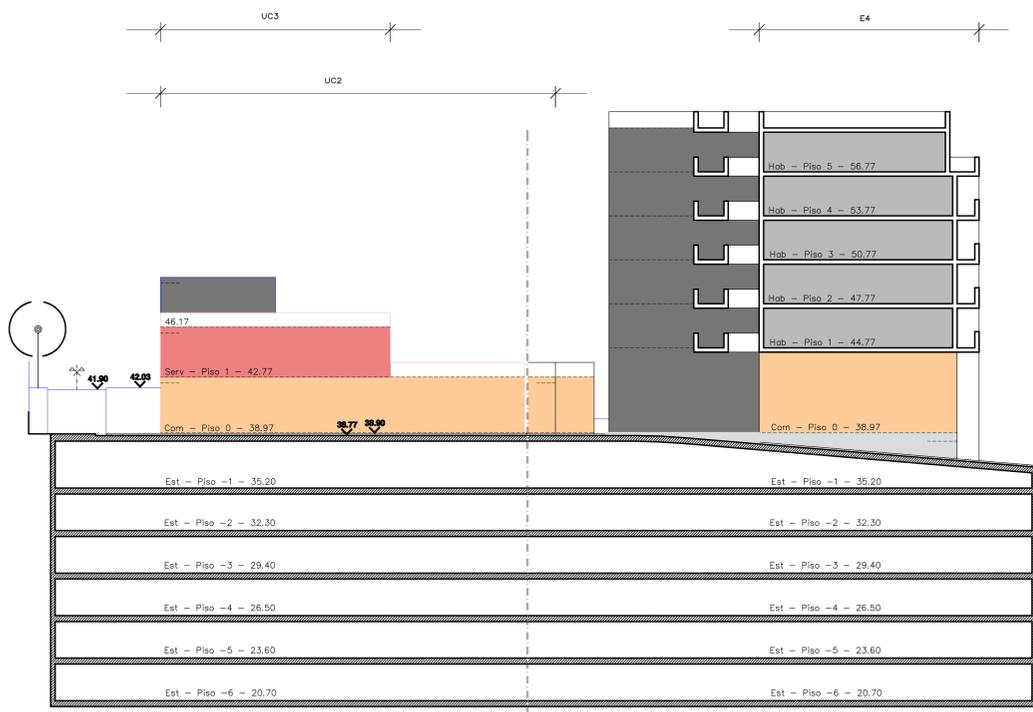 UC3
E4
UC2
Hab - Piso 5 - 56.77
Hab - Piso 4 - 53.77
Hab - Piso 3 - 50.77
Hab - Piso 2 - 47.77
46.17
Hab - Piso 1 - 44.77
Serv - Piso 1 - 42.77
41.90
42.03
Com - Piso 0 - 38.97
38.77
38.90
Com - Piso 0 - 38.97
Est - Piso -1 - 35.20
Est - Piso -1 - 35.20
Est - Piso -2 - 32.30
Est - Piso -2 - 32.30
Est - Piso -3 - 29.40
Est - Piso -3 - 29.40
Est - Piso -4 - 26.50
Est - Piso -4 - 26.50
Est - Piso -5 - 23.60
Est - Piso -5 - 23.60
Est - Piso -6 - 20.70
Est - Piso -6 - 20.70